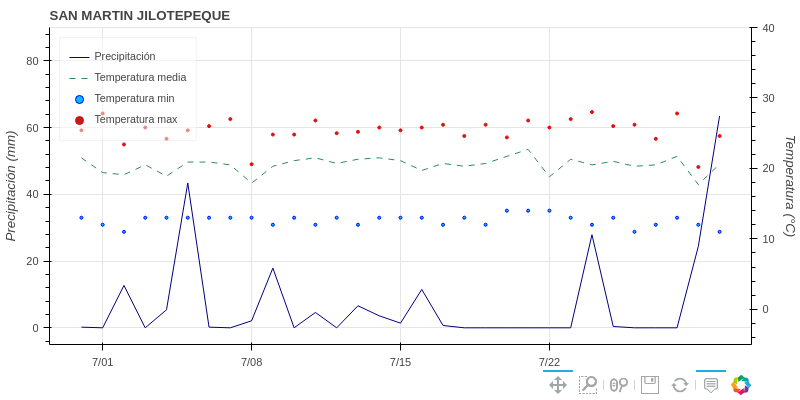 SAN MARTIN JILOTEPEQUE
Precipitación
Temperatura media
Temperatura min
Temperatura max
Precipitación (mm)
80
60
40
20
0
40
30
20
10
0
Temperatura (°C)
7/01
7/08
7/15
7/22